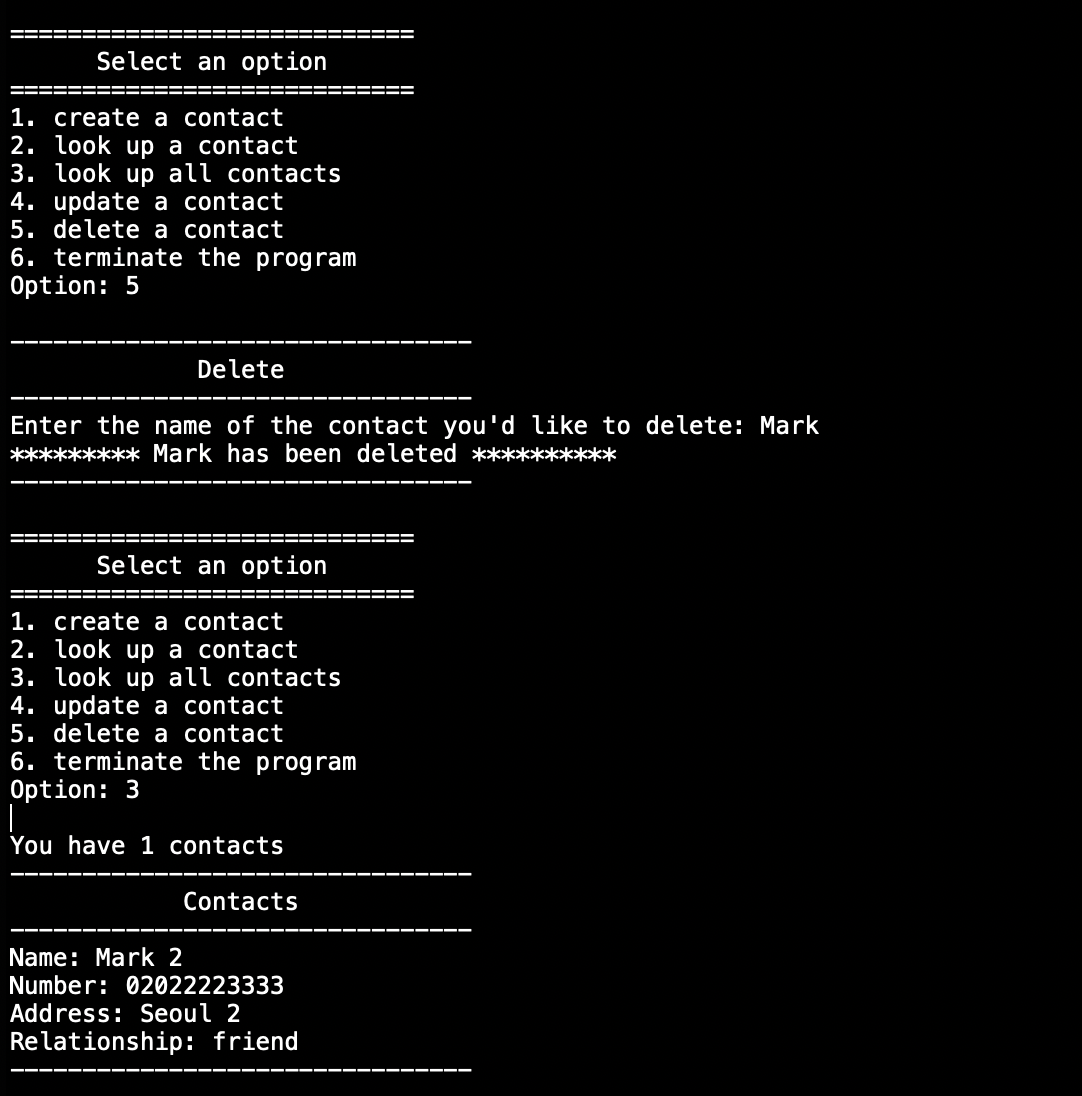 ============================
      Select an option
============================
1. create a contact
2. look up a contact
3. look up all contacts
4. update a contact
5. delete a contact
6. terminate the program
Option: 5
--------------------------------
             Delete
--------------------------------
Enter the name of the contact you'd like to delete: Mark
********* Mark has been deleted **********
--------------------------------
============================
      Select an option
============================
1. create a contact
2. look up a contact
3. look up all contacts
4. update a contact
5. delete a contact
6. terminate the program
Option: 3
You have 1 contacts
--------------------------------
            Contacts
--------------------------------
Name: Mark 2
Number: 02022223333
Address: Seoul 2
Relationship: friend
--------------------------------